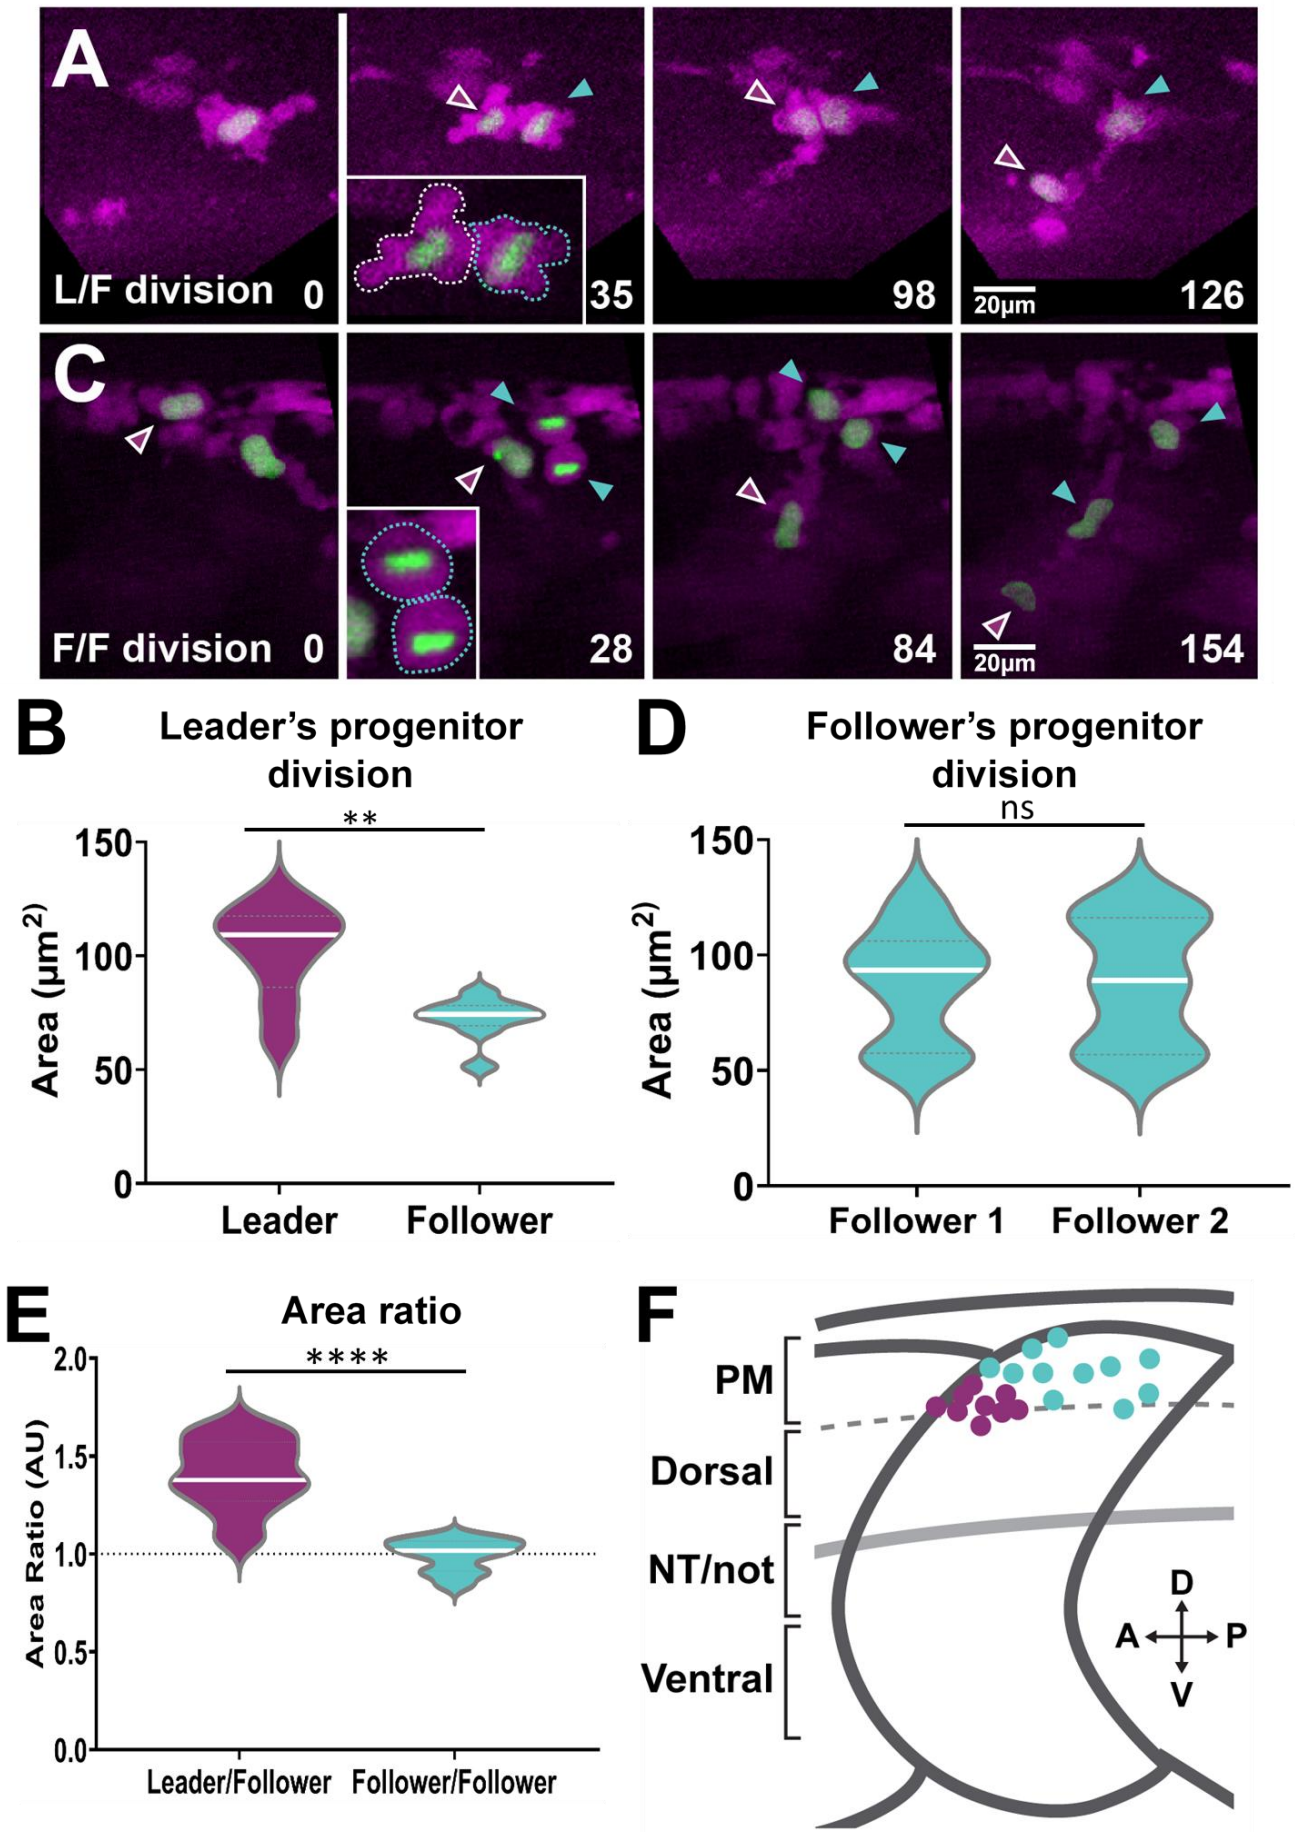 A
L/F division 0
35
98
20µm
126
C
F/F division 0
28
84
20µm
154
B
Leader's progenitor
division
**
Area (µm2)
150
100
50
0
Leader
Follower
D
Follower's progenitor
division
ns
Area (µm2)
150
100
50
0
Follower 1
Follower 2
E
Area ratio
****
Area Ratio (AU)
2.0
1.5
1.0
0.5
0.0
Leader/Follower
Follower/Follower
F
PM
Dorsal
NT/not
Ventral
D
A
P
V